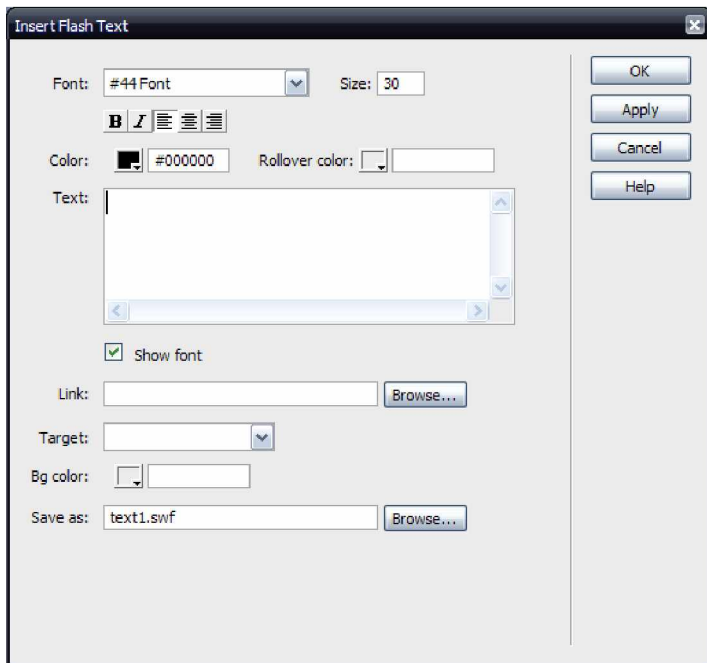 Insert Flash Text
Font: #44 Font Size: 30 OK
B I Apply
Color: #000000 Rollover color: Cancel
Text: Help
Show font
Link: Browse...
Target:
Bg color:
Save as: text1.swf Browse...